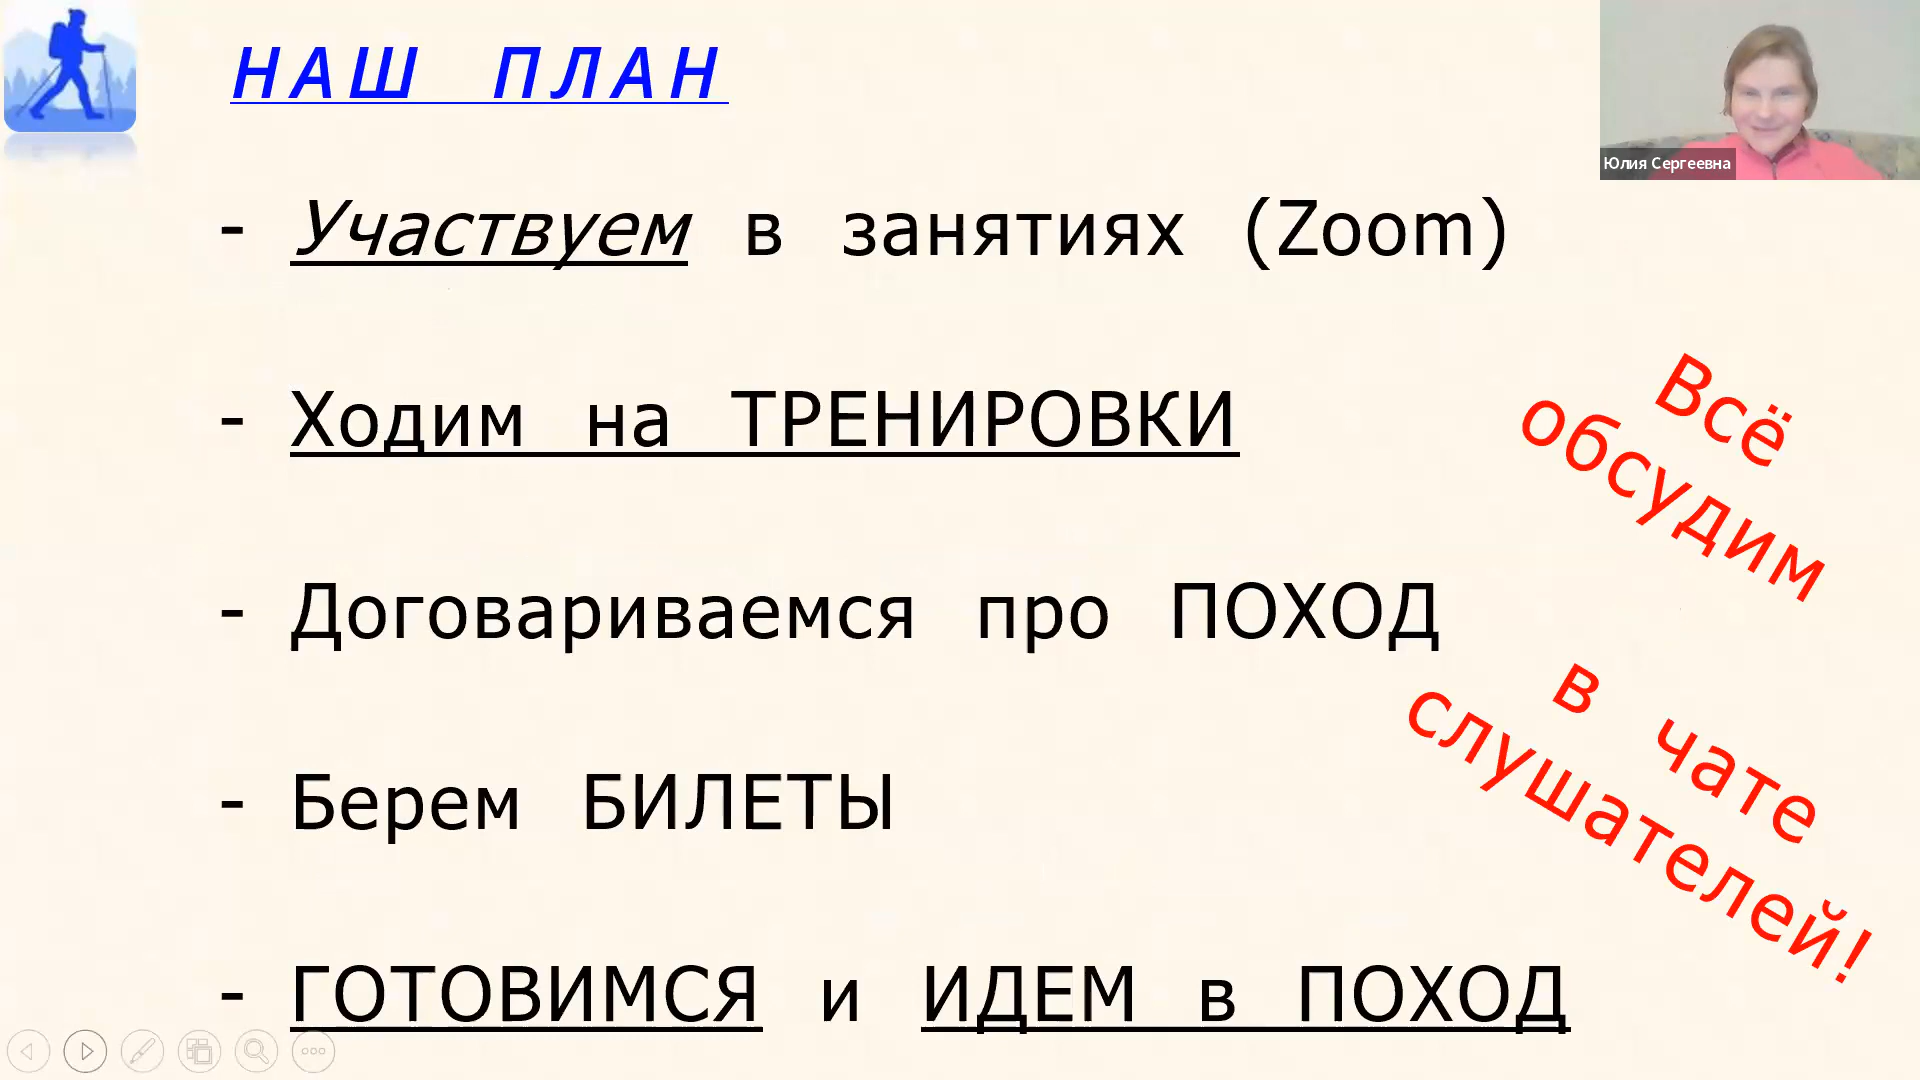 НАШ ПЛАН
Юлия Сергеевна
- Участвуем в занятиях (Zoom)
- Ходим на ТРЕНИРОВКИ
- Договариваемся про ПОХОД
- Берем БИЛЕТЫ
- ГОТОВИМСЯ и ИДЕМ в ПОХОД
Всё
обсудим
в чате
слушателей!